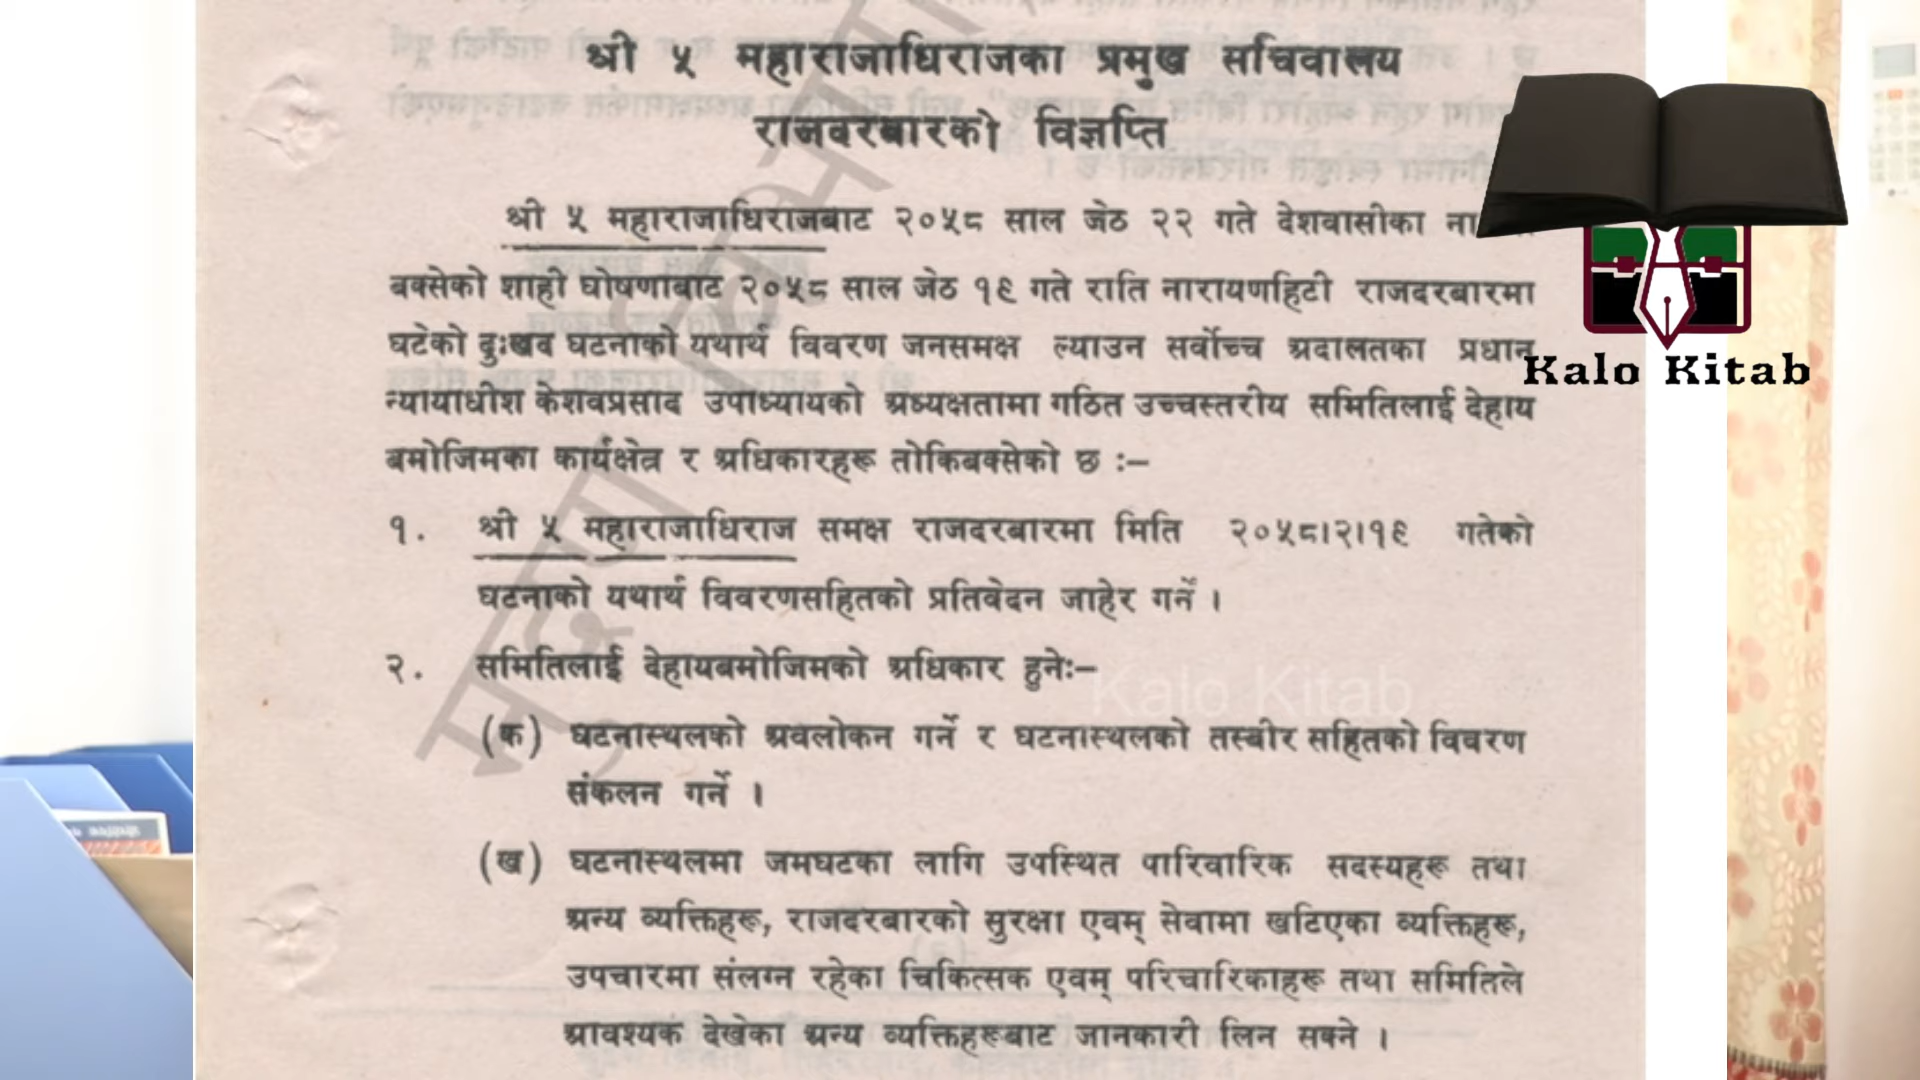 श्री ५ महाराजाधिराजका प्रमुख सचिवालय
राजदरबारको विज्ञप्ति
श्री ५ महाराजाधिराजबाट २०५८ साल जेठ २२ गते देशवासीका
बक्सेको शाही घोषणाबाट २०५८ साल जेठ १९ गते राति नारायणहिटी राजदरबारमा
घटेको दुःखद घटनाको यथार्थ विवरण जनसमक्ष ल्याउन सर्वोच्च अदालतका प्रधान
न्यायाधीश केशवप्रसाद उपाध्यायको अध्यक्षतामा गठित उच्चस्तरीय समितिलाई देहाय
बमोजिमका कार्यक्षेत्र र अधिकारहरू तोकिबक्सेको छ :–
१. श्री ५ महाराजाधिराज समक्ष राजदरबारमा मिति २०५८।२।१९ गतेको
घटनाको यथार्थ विवरणसहितको प्रतिवेदन जाहेर गर्ने ।
२. समितिलाई देहायबमोजिमको अधिकार हुनेः–
(क) घटनास्थलको अवलोकन गर्ने र घटनास्थलको तस्बीर सहितको विवरण
संकलन गर्ने ।
(ख) घटनास्थलमा जमघटका लागि उपस्थित पारिवारिक सदस्यहरू तथा
अन्य व्यक्तिहरू, राजदरबारको सुरक्षा एवम् सेवामा खटिएका व्यक्तिहरू,
उपचारमा संलग्न रहेका चिकित्सक एवम् परिचारिकाहरू तथा समितिले
आवश्यक देखेका अन्य व्यक्तिहरूबाट जानकारी लिन सक्ने ।
Kalo Kitab
Kalo Kitab